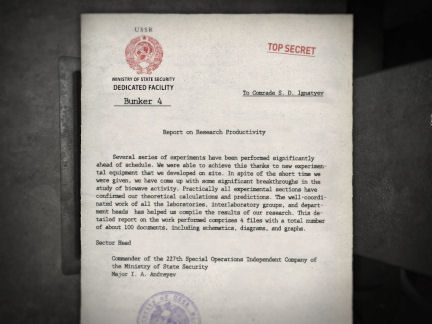 USSR
TOP SECRET
MINISTRY OF STATE SECURITY
DEDICATED FACILITY
Bunker 4
To Comrade S. D. Ignatyev
Report on Research Productivity
Several series of experiments have been performed significantly
ahead of schedule. We were able to achieve this thanks to new experimen-
tal equipment that we developed on site. In spite of the short time we
were given, we have come up with some significant breakthroughs in the
study of biowave activity. Practically all experimental sections have
confirmed our theoretical calculations and predictions. The well-coordi-
nated work of all the laboratories, interlaboratory groups, and depart-
ment heads has helped us compile the results of our research. This de-
tailed report on the work performed comprises 4 files with a total number
of about 100 documents, including schematics, diagrams, and graphs.
Sector Head
Commander of the 227th Special Operations Independent Company of
the Ministry of State Security
Major I. A. Andreyev